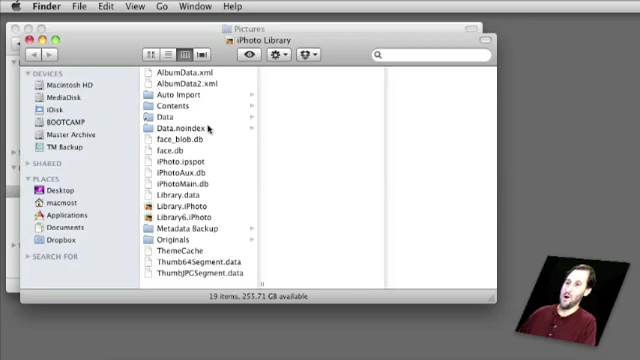 Finder File Edit View Go Window Help
Pictures
iPhoto Library
DEVICES
Macintosh HD
MediaDisk
iDisk
BOOTCAMP
Master Archive
TM Backup
SHARED
PLACES
Desktop
macmost
Applications
Documents
Dropbox
SEARCH FOR
AlbumData.xml
AlbumData2.xml
Auto Import
Contents
Data
Data.noindex
face_blob.db
face.db
iPhoto.ipspot
iPhotoAux.db
iPhotoMain.db
Library.data
Library.iPhoto
Library6.iPhoto
Metadata Backup
Originals
ThemeCache
Thumb64Segment.data
ThumbJPGSegment.data
19 items, 255.71 GB available